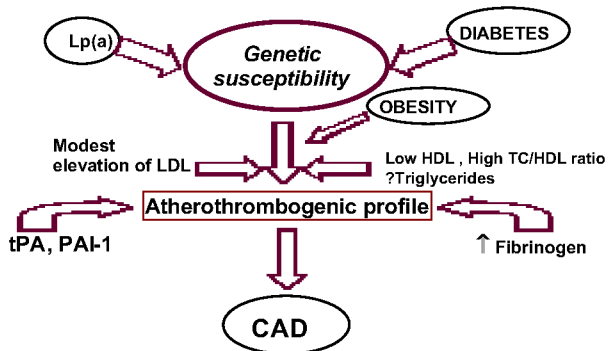 Lp(a)
Genetic
susceptibility
DIABETES
OBESITY
Modest
elevation of LDL
Low HDL , High TC/HDL ratio
?Triglycerides
Atherothrombogenic profile
tPA, PAI-1
↑ Fibrinogen
CAD